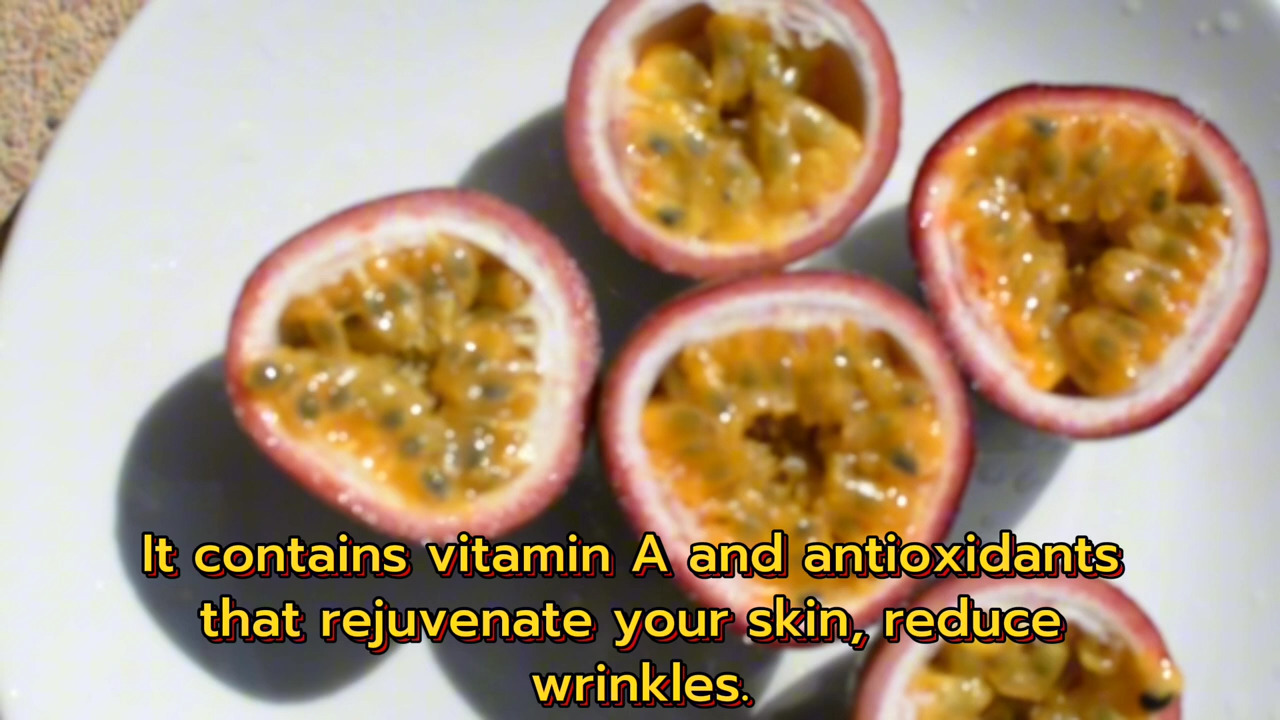 It contains vitamin A and antioxidants
that rejuvenate your skin, reduce
wrinkles.